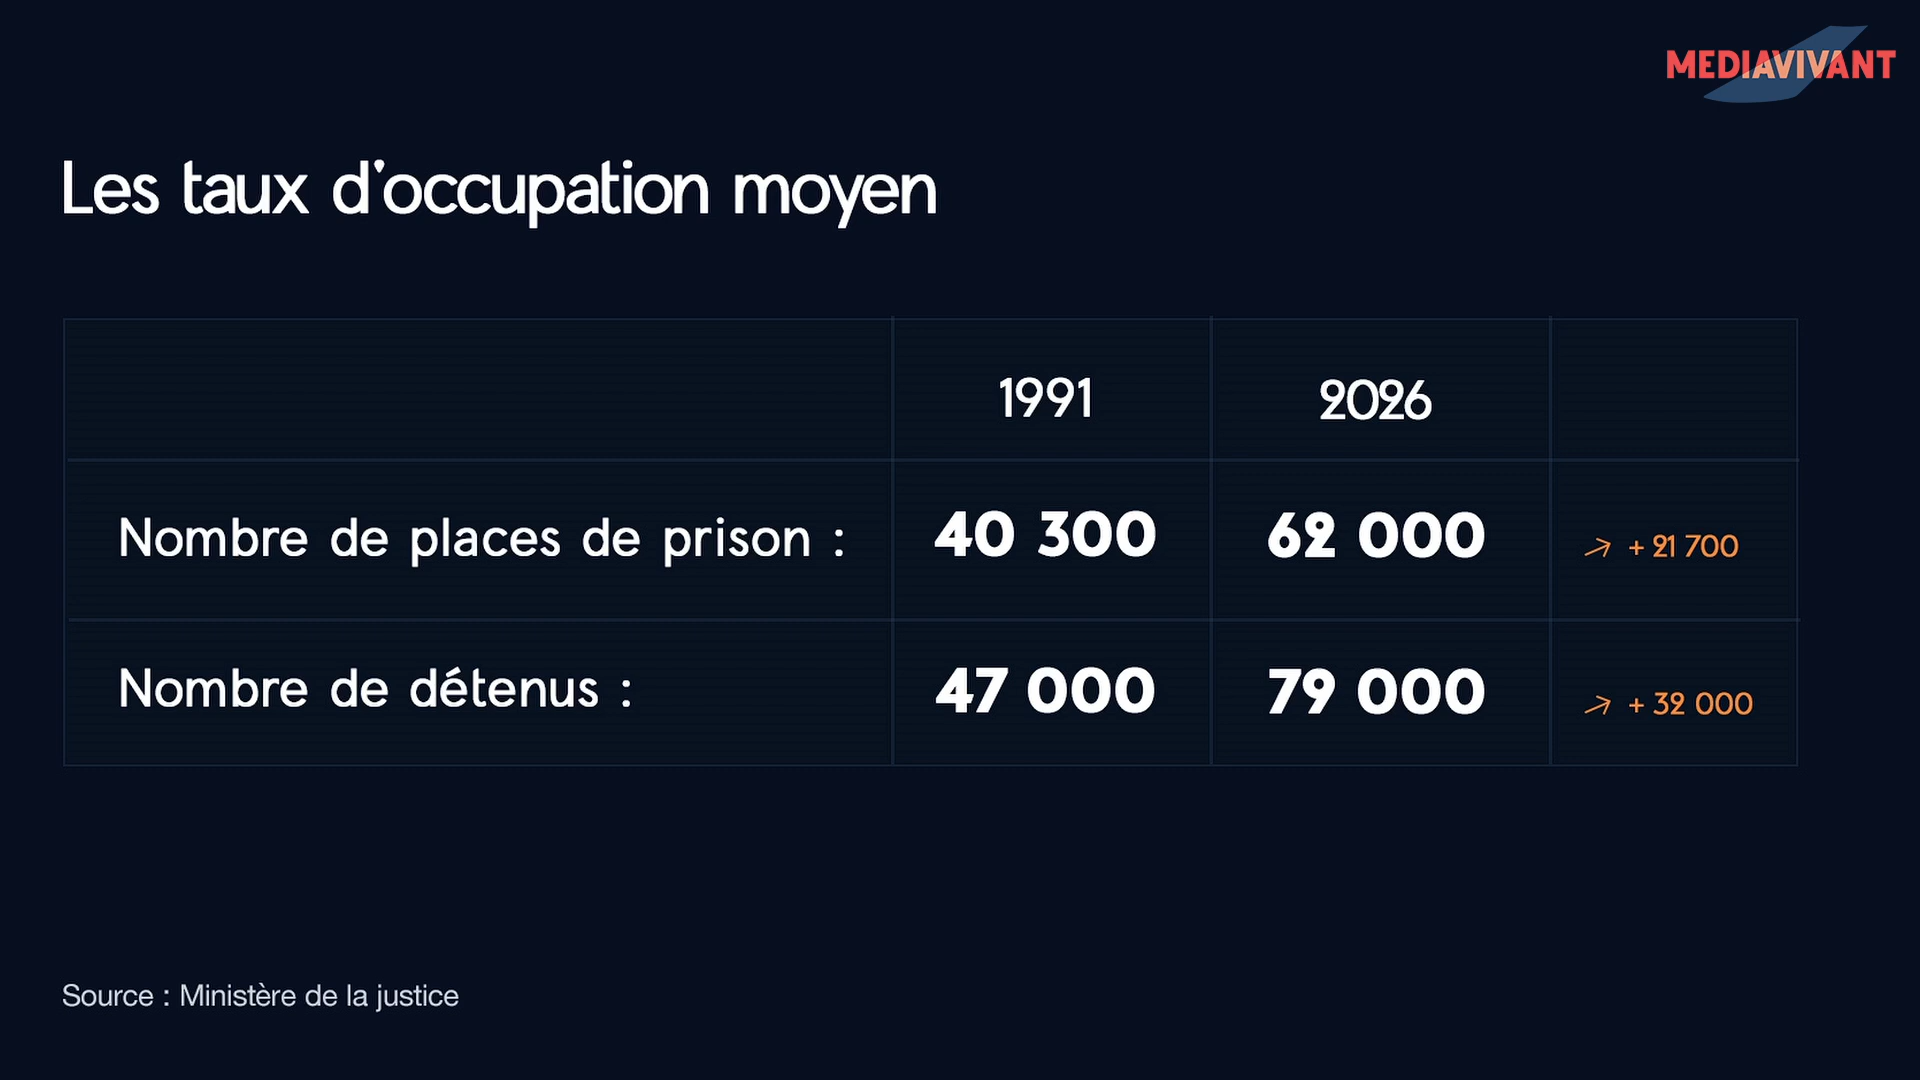 MEDIAVIVANT
Les taux d'occupation moyen
1991 2026
Nombre de places de prison : 40 300 62 000 ↗ + 21 700
Nombre de détenus : 47 000 79 000 ↗ + 32 000
Source : Ministère de la justice